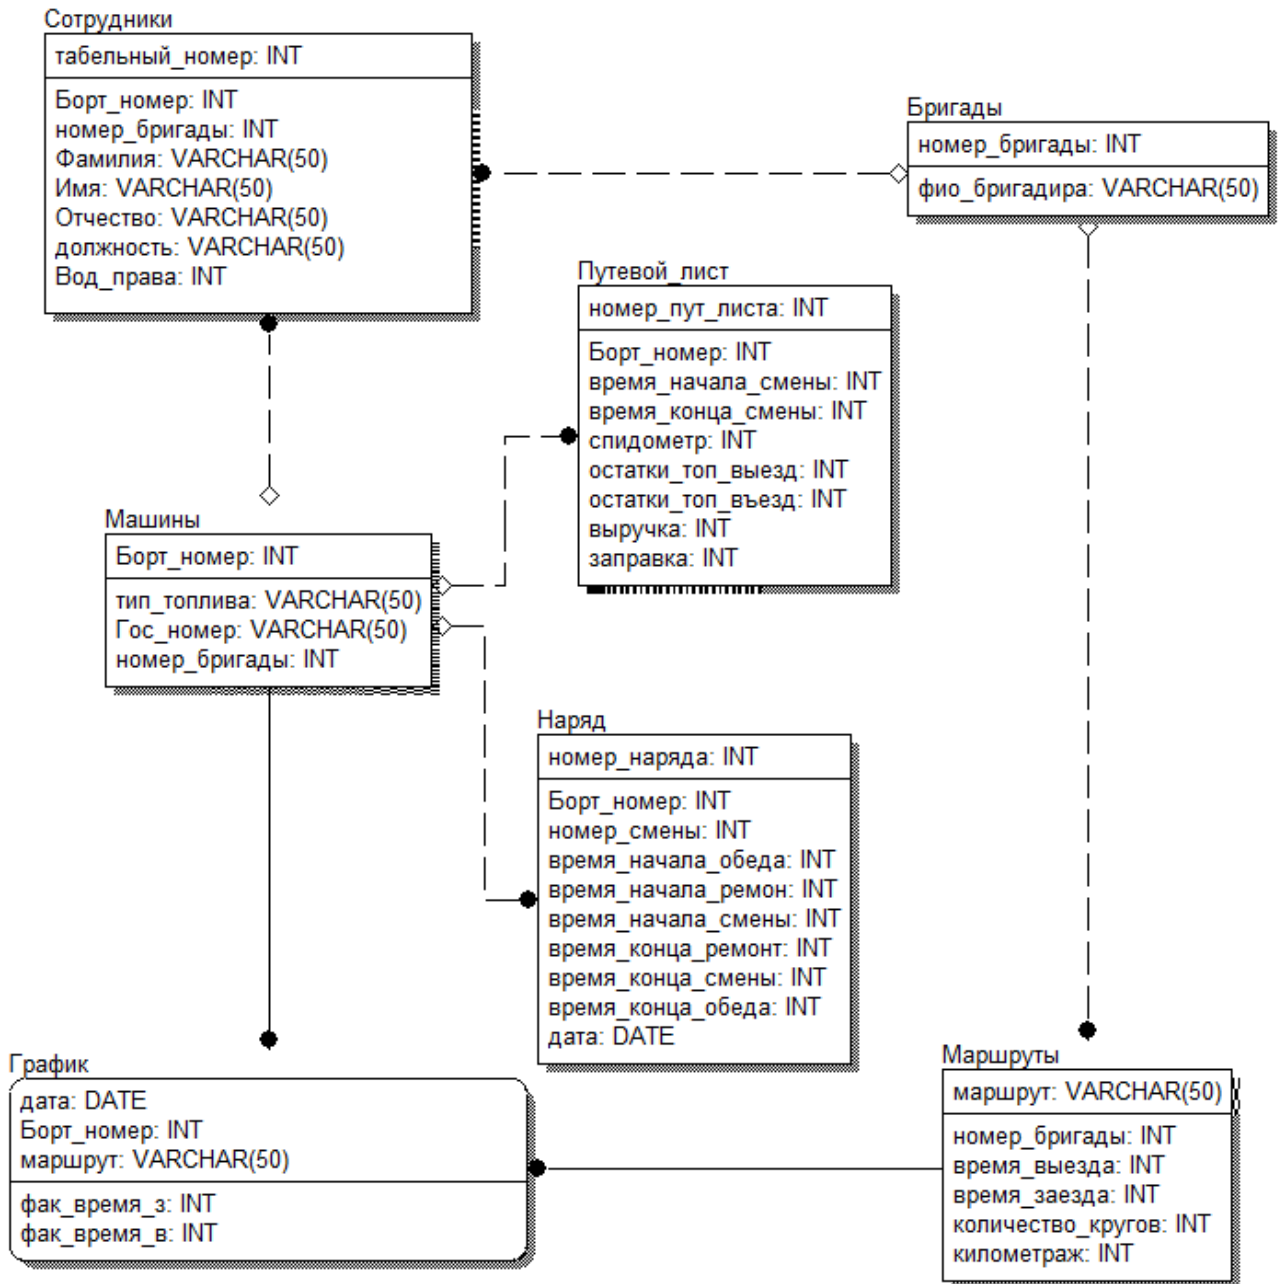 Сотрудники
табельный_номер: INT
Борт_номер: INT
номер_бригады: INT
Фамилия: VARCHAR(50)
Имя: VARCHAR(50)
Отчество: VARCHAR(50)
должность: VARCHAR(50)
Вод_права: INT
Бригады
номер_бригады: INT
фио_бригадира: VARCHAR(50)
Путевой_лист
номер_пут_листа: INT
Борт_номер: INT
время_начала_смены: INT
время_конца_смены: INT
спидометр: INT
остатки_топ_выезд: INT
остатки_топ_въезд: INT
выручка: INT
заправка: INT
Машины
Борт_номер: INT
тип_топлива: VARCHAR(50)
Гос_номер: VARCHAR(50)
номер_бригады: INT
Наряд
номер_наряда: INT
Борт_номер: INT
номер_смены: INT
время_начала_обеда: INT
время_начала_ремон: INT
время_начала_смены: INT
время_конца_ремонт: INT
время_конца_смены: INT
время_конца_обеда: INT
дата: DATE
График
дата: DATE
Борт_номер: INT
маршрут: VARCHAR(50)
фак_время_з: INT
фак_время_в: INT
Маршруты
маршрут: VARCHAR(50)
номер_бригады: INT
время_выезда: INT
время_заезда: INT
количество_кругов: INT
километраж: INT